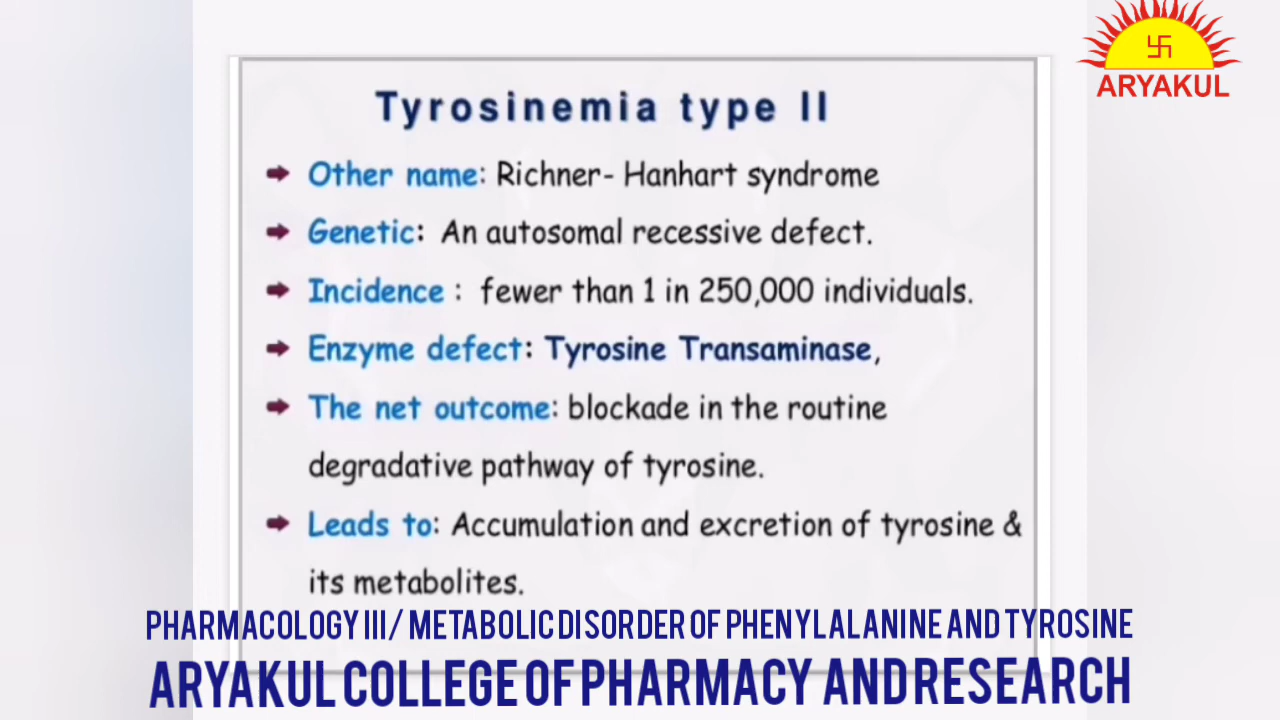 ARYAKUL
Tyrosinemia type II
Other name: Richner- Hanhart syndrome
Genetic: An autosomal recessive defect.
Incidence : fewer than 1 in 250,000 individuals.
Enzyme defect: Tyrosine Transaminase,
The net outcome: blockade in the routine
degradative pathway of tyrosine.
Leads to: Accumulation and excretion of tyrosine &
its metabolites.
PHARMACOLOGY III/ METABOLIC DISORDER OF PHENYLALANINE AND TYROSINE
ARYAKUL COLLEGE OF PHARMACY AND RESEARCH